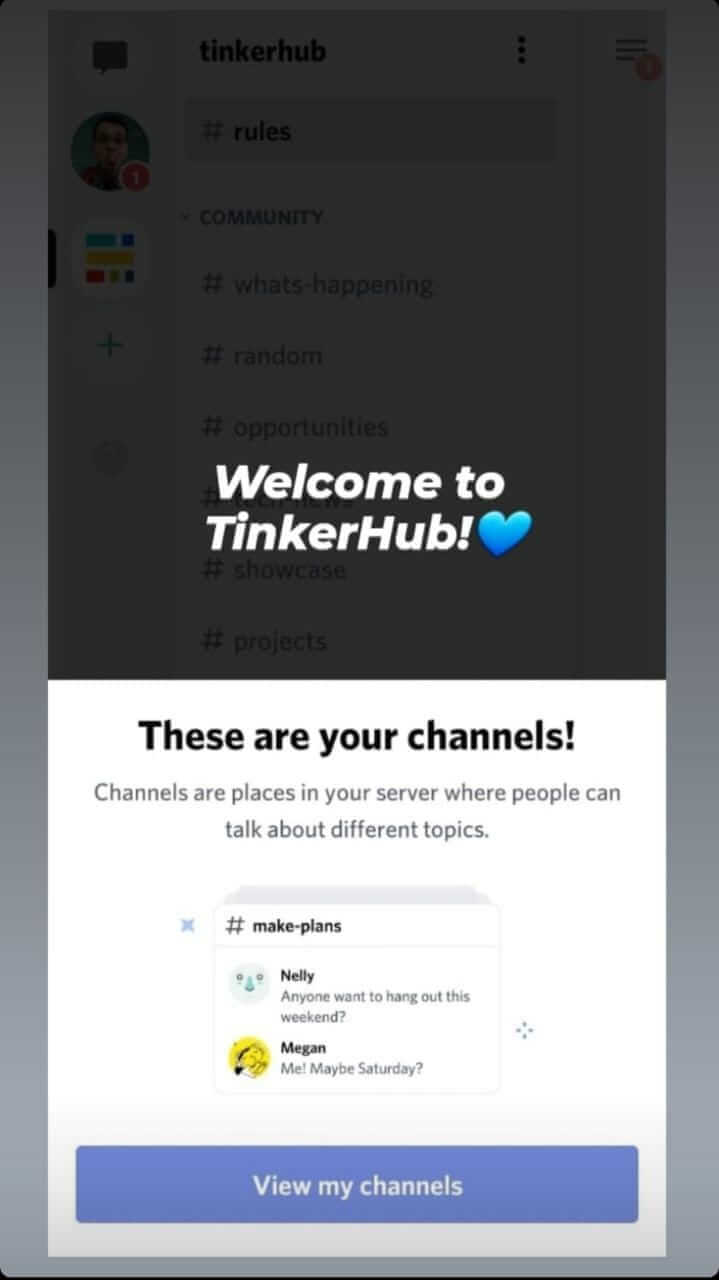 tinkerhub
# rules
1
COMMUNITY
# whats-happening
# random
# opportunities
Welcome to
# tech-news
TinkerHub!💙
# showcase
# projects
These are your channels!
Channels are places in your server where people can
talk about different topics.
# make-plans
Nelly
Anyone want to hang out this
weekend?
Megan
Me! Maybe Saturday?
View my channels